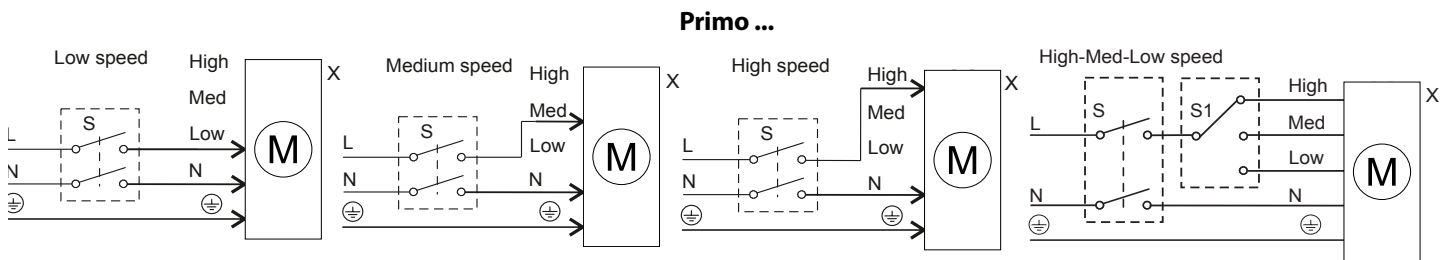 Primo ...
Low speed
High
X
Med
S
L
Low
M
N
N
Medium speed
High
X
Med
S
L
Low
M
N
N
High speed
High
X
Med
S
L
Low
M
N
N
High-Med-Low speed
High
X
S
S1
L
Med
Low
M
N
N